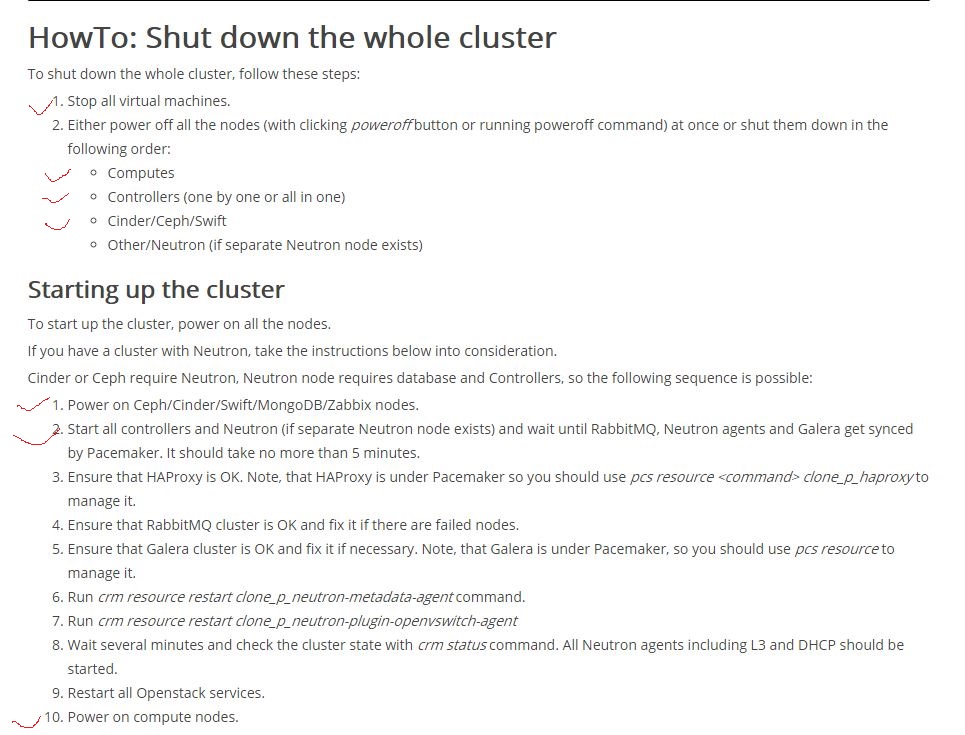 HowTo: Shut down the whole cluster
To shut down the whole cluster, follow these steps:
1. Stop all virtual machines.
2. Either power off all the nodes (with clicking poweroff button or running poweroff command) at once or shut them down in the
following order:
Computes
Controllers (one by one or all in one)
Cinder/Ceph/Swift
Other/Neutron (if separate Neutron node exists)
Starting up the cluster
To start up the cluster, power on all the nodes.
If you have a cluster with Neutron, take the instructions below into consideration.
Cinder or Ceph require Neutron, Neutron node requires database and Controllers, so the following sequence is possible:
1. Power on Ceph/Cinder/Swift/MongoDB/Zabbix nodes.
2. Start all controllers and Neutron (if separate Neutron node exists) and wait until RabbitMQ, Neutron agents and Galera get synced
by Pacemaker. It should take no more than 5 minutes.
3. Ensure that HAProxy is OK. Note, that HAProxy is under Pacemaker so you should use pcs resource <command> clone_p_haproxy to
manage it.
4. Ensure that RabbitMQ cluster is OK and fix it if there are failed nodes.
5. Ensure that Galera cluster is OK and fix it if necessary. Note, that Galera is under Pacemaker, so you should use pcs resource to
manage it.
6. Run crm resource restart clone_p_neutron-metadata-agent command.
7. Run crm resource restart clone_p_neutron-plugin-openvswitch-agent
8. Wait several minutes and check the cluster state with crm status command. All Neutron agents including L3 and DHCP should be
started.
9. Restart all Openstack services.
10. Power on compute nodes.